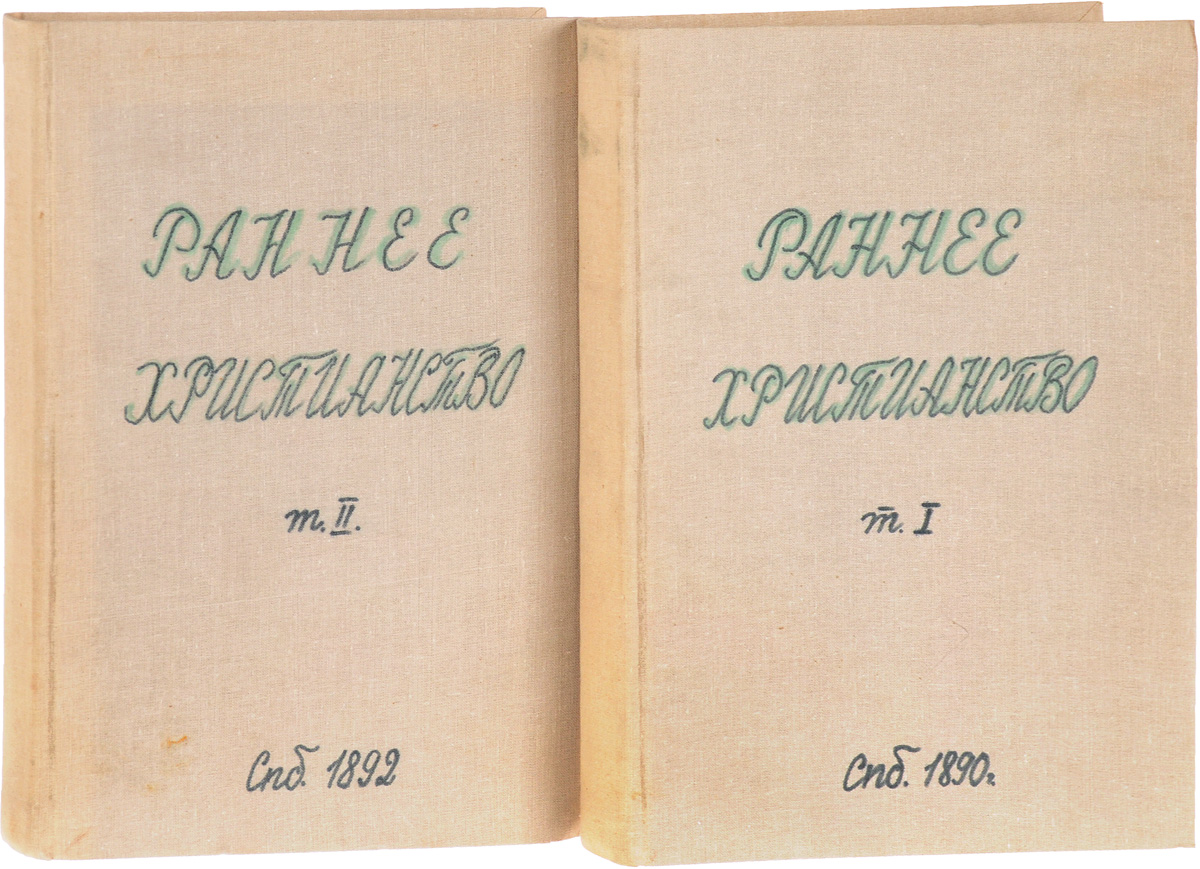 РАННЕЕ
ХРИСТИАНСТВО
т. II.
Спб. 1892
РАННЕЕ
ХРИСТИАНСТВО
т. I
Спб. 1890г.